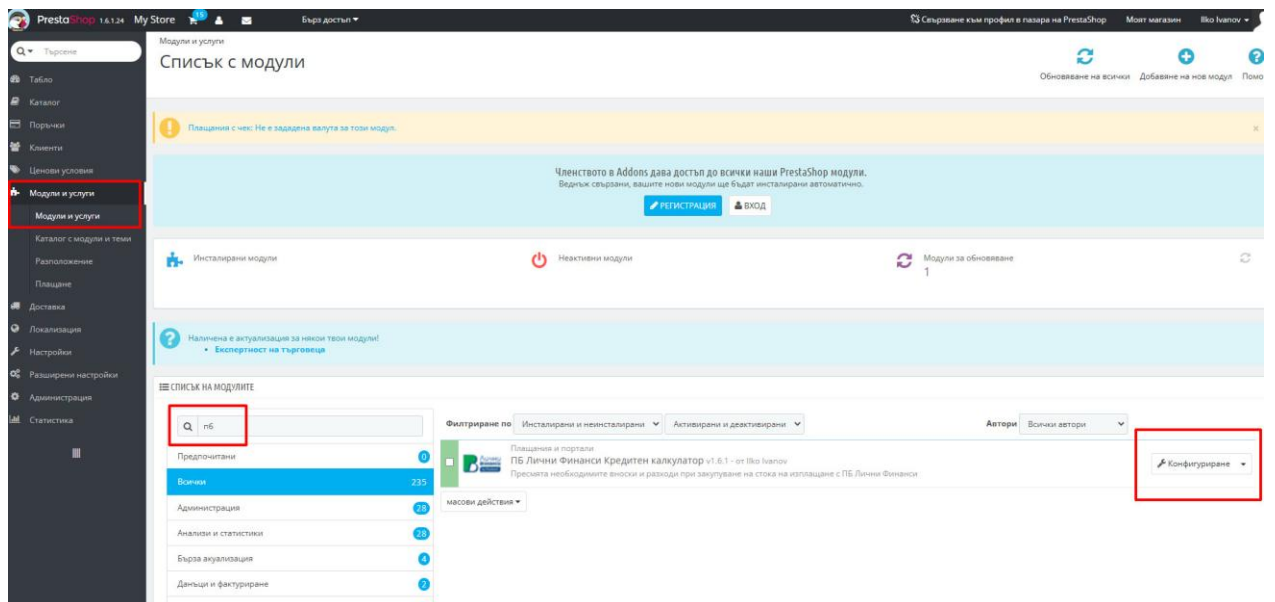 PrestaShop 1.6.1.24 My Store 15 Бърз достъп
Свързване към профил в пазара на PrestaShop Моят магазин Ilko Ivanov
Търсене
Табло
Каталог
Поръчки
Клиенти
Ценови условия
Модули и услуги
Модули и услуги
Каталог с модули и теми
Разположение
Плащане
Доставка
Локализация
Настройки
Разширени настройки
Администрация
Статистика
Модули и услуги
Списък с модули
Обновяване на всички Добавяне на нов модул Помо
Плащания с чек: Не е зададена валута за този модул.
Членството в Addons дава достъп до всички наши PrestaShop модули.
Веднъж свързани, вашите нови модули ще бъдат инсталирани автоматично.
РЕГИСТРАЦИЯ ВХОД
Инсталирани модули
Неактивни модули
Модули за обновяване
1
Налична е актуализация за някои твои модули!
Експертност на търговеца
СПИСЪК НА МОДУЛИТЕ
пб
Предпочитани 0
Всички 235
Администрация 28
Анализи и статистики 28
Бърза акуализация 4
Данъци и фактуриране 2
Филтриране по Инсталирани и неинсталирани Активирани и деактивирани Автори Всички автори
Плащания и портали
ПБ Лични Финанси Кредитен калкулатор v1.6.1 - от Ilko Ivanov
Пресмята необходимите вноски и разходи при закупуване на стока на изплащане с ПБ Лични Финанси
Конфигуриране
масови действия